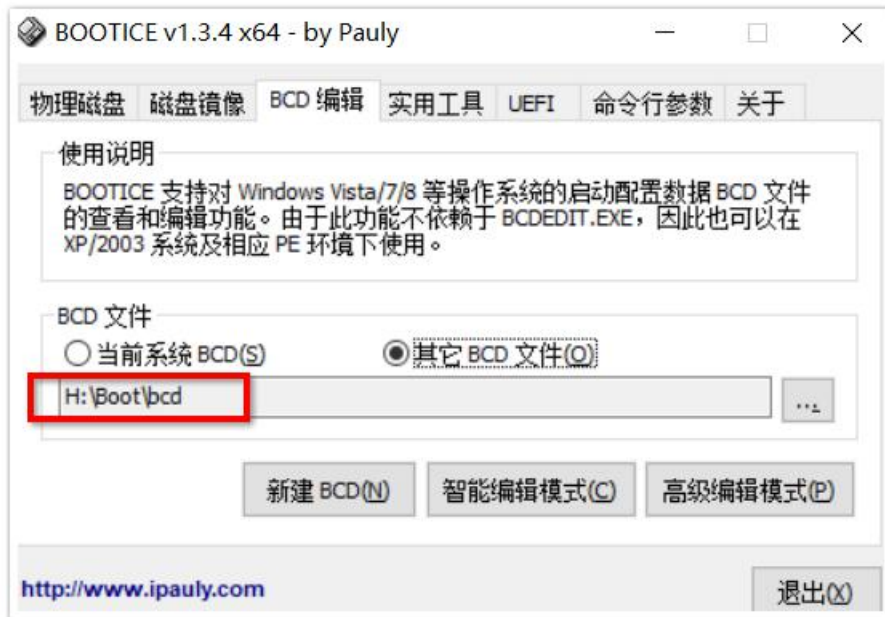 BOOTICE v1.3.4 x64 - by Pauly
物理磁盘 磁盘镜像 BCD 编辑 实用工具 UEFI 命令行参数 关于
使用说明
BOOTICE 支持对 Windows Vista/7/8 等操作系统的启动配置数据 BCD 文件
的查看和编辑功能。由于此功能不依赖于 BCDEDIT.EXE，因此也可以在
XP/2003 系统及相应 PE 环境下使用。
BCD 文件
当前系统 BCD(S) 其它 BCD 文件(O)
H:\Boot\bcd ...
新建 BCD(N) 智能编辑模式(C) 高级编辑模式(P)
http://www.ipauly.com 退出(X)